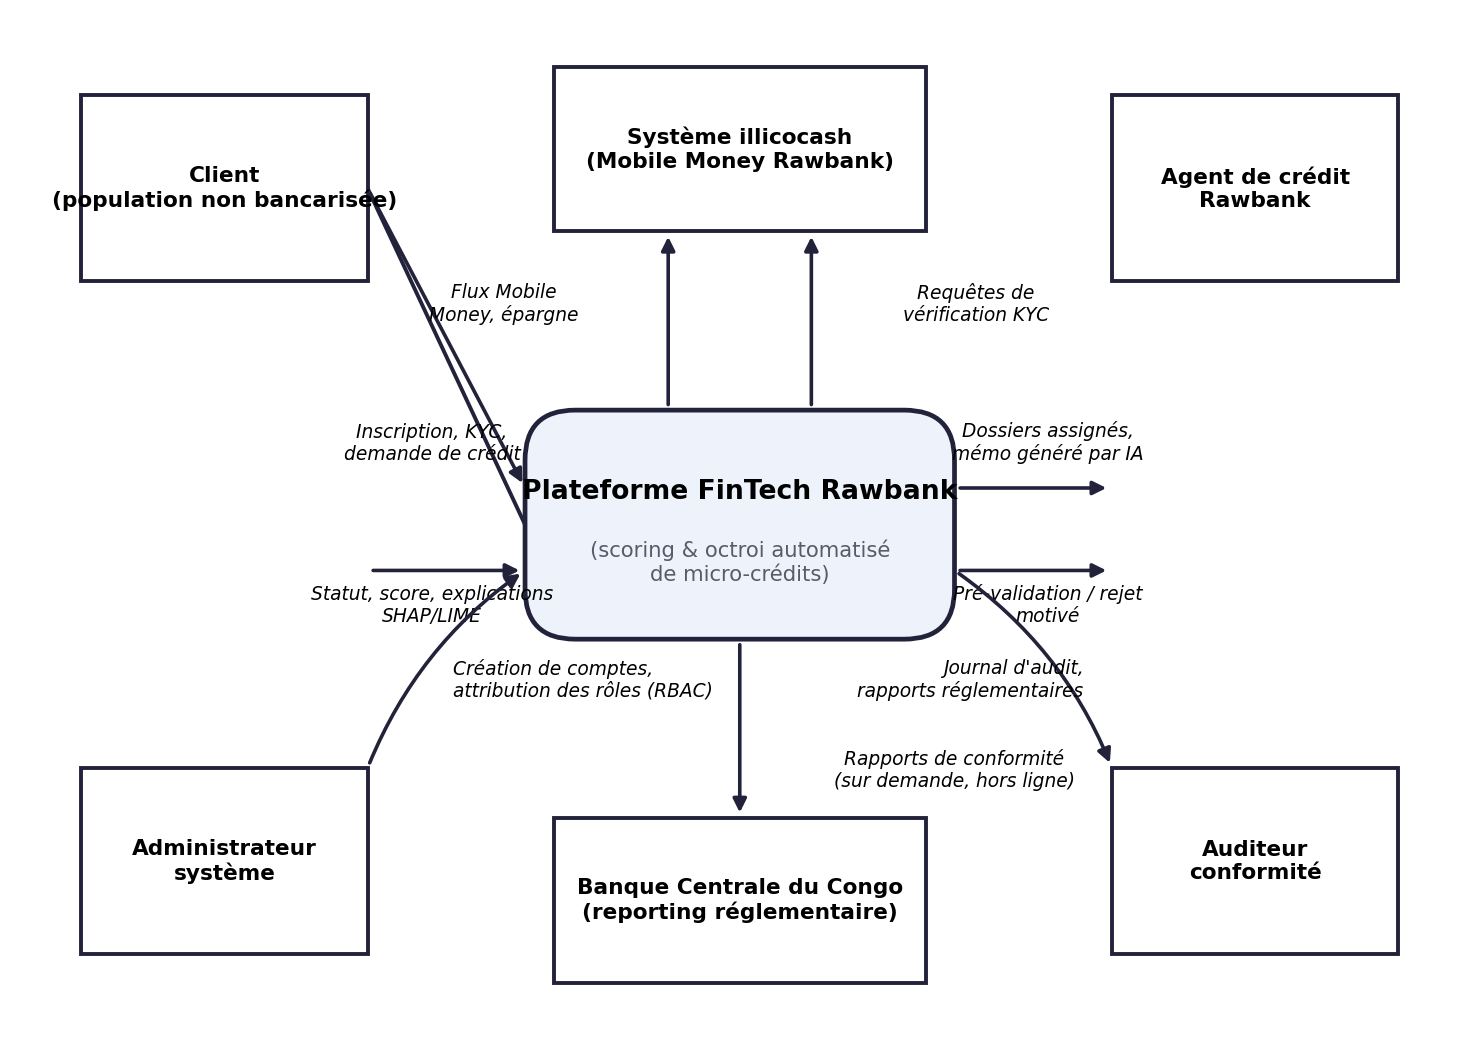 Système illicocash
(Mobile Money Rawbank)
Client
(population non bancarisée)
Agent de crédit
Rawbank
Flux Mobile
Money, épargne
Requêtes de
vérification KYC
Inscription, KYC,
demande de crédit
Dossiers assignés,
mémo généré par IA
Plateforme FinTech Rawbank
(scoring & octroi automatisé
de micro-crédits)
Statut, score, explications
SHAP/LIME
Pré-validation / rejet
motivé
Création de comptes,
attribution des rôles (RBAC)
Journal d'audit,
rapports réglementaires
Rapports de conformité
(sur demande, hors ligne)
Administrateur
système
Banque Centrale du Congo
(reporting réglementaire)
Auditeur
conformité